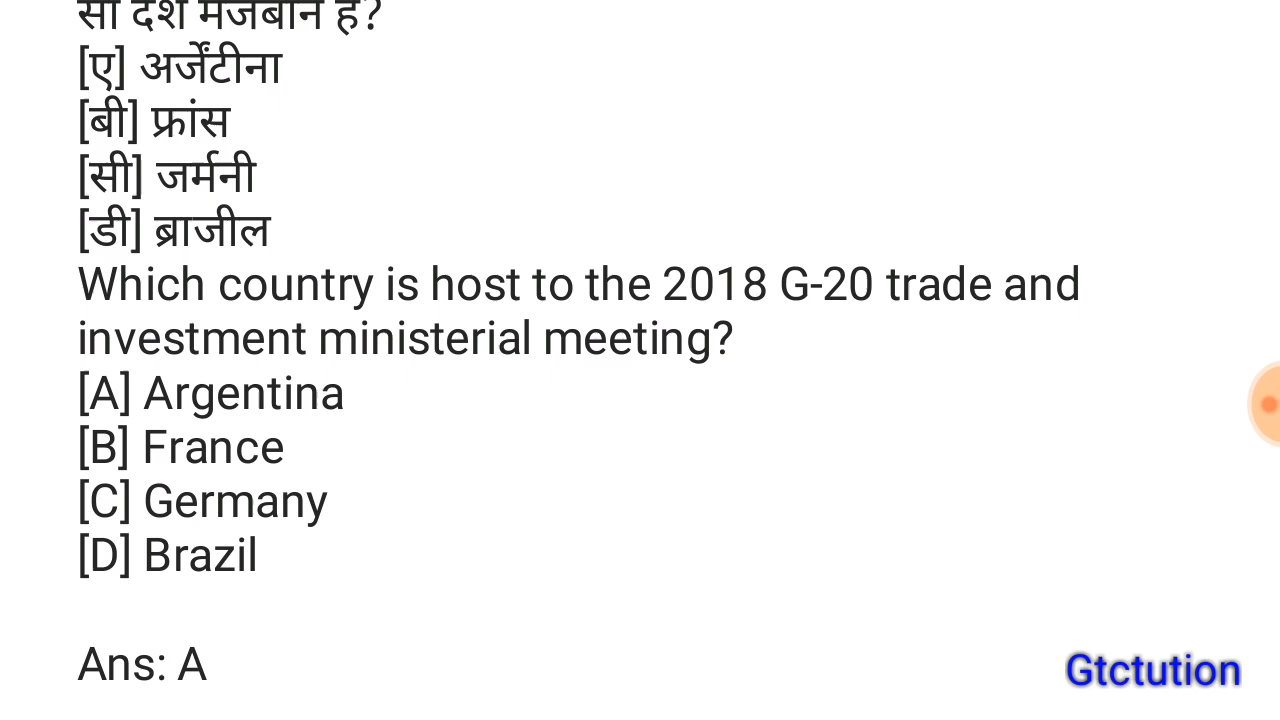 सा देश मेजबान है?
[ए] अर्जेंटीना
[बी] फ्रांस
[सी] जर्मनी
[डी] ब्राजील
Which country is host to the 2018 G-20 trade and
investment ministerial meeting?
[A] Argentina
[B] France
[C] Germany
[D] Brazil
Ans: A
Gtctution